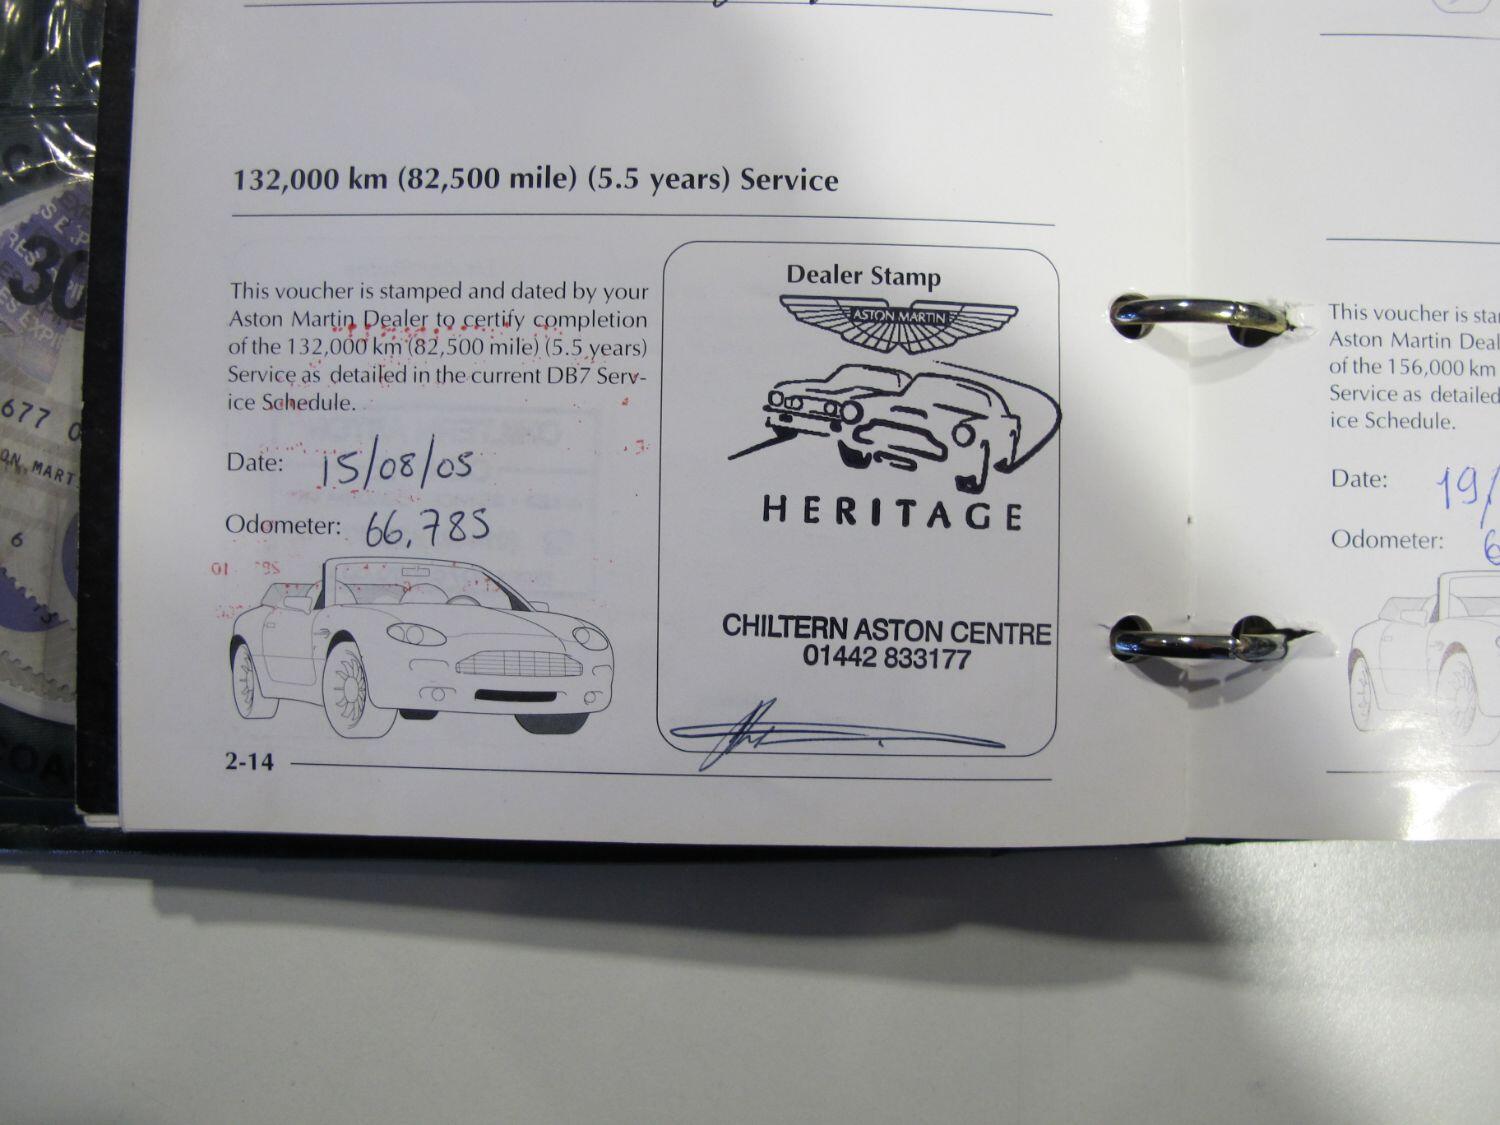 132,000 km (82,500 mile) (5.5 years) Service
This voucher is stamped and dated by your
Aston Martin Dealer to certify completion
of the 132,000 km (82,500 mile) (5.5 years)
Service as detailed in the current DB7 Serv-
ice Schedule.
Date: 15/08/05
Odometer: 66,785
2-14
Dealer Stamp
ASTON MARTIN
HERITAGE
CHILTERN ASTON CENTRE
01442 833177
This voucher is
Aston Martin
of the 156,000 km
Service as detailed
ice Schedule.
Date: 19/
Odometer: 6
30
677
6